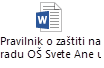 Pravilnik o zaštiti na
radu OŠ Svete Ane u